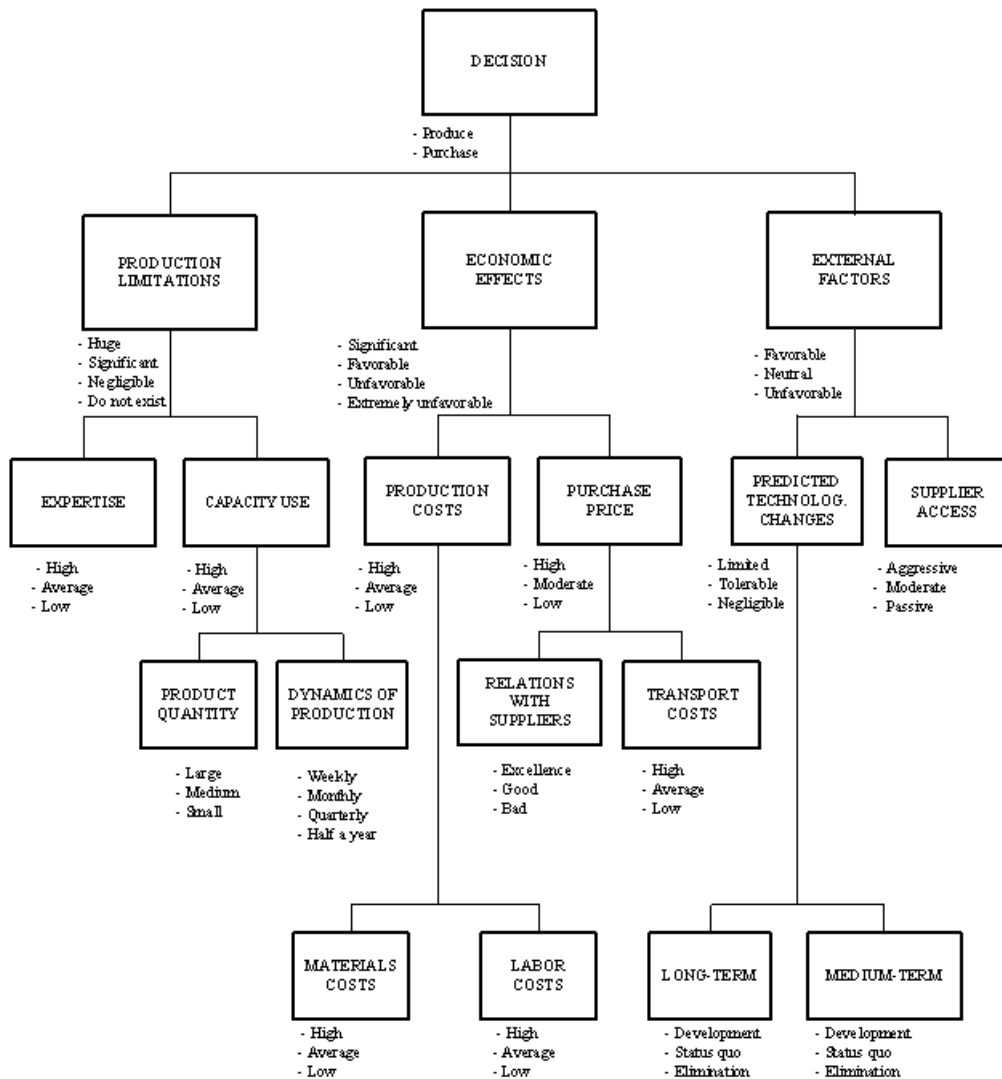 DECISION
- Produce
- Purchase
PRODUCTION
LIMITATIONS
ECONOMIC
EFFECTS
EXTERNAL
FACTORS
- Huge
- Significant
- Negligible
- Do not exist
- Significant
- Favorable
- Unfavorable
- Extremely unfavorable
- Favorable
- Neutral
- Unfavorable
EXPERTISE
CAPACITY USE
PRODUCTION
COSTS
PURCHASE
PRICE
PREDICTED
TECHNOLOG.
CHANGES
SUPPLIER
ACCESS
- High
- Average
- Low
- High
- Average
- Low
- High
- Average
- Low
- High
- Moderate
- Low
- Limited
- Tolerable
- Negligible
- Aggressive
- Moderate
- Passive
PRODUCT
QUANTITY
DYNAMICS OF
PRODUCTION
RELATIONS
WITH
SUPPLIERS
TRANSPORT
COSTS
- Large
- Medium
- Small
- Weekly
- Monthly
- Quarterly
- Half a year
- Excellence
- Good
- Bad
- High
- Average
- Low
MATERIALS
COSTS
LABOR
COSTS
LONG-TERM
MEDIUM-TERM
- High
- Average
- Low
- High
- Average
- Low
- Development
- Status quo
- Elimination
- Development
- Status quo
- Elimination